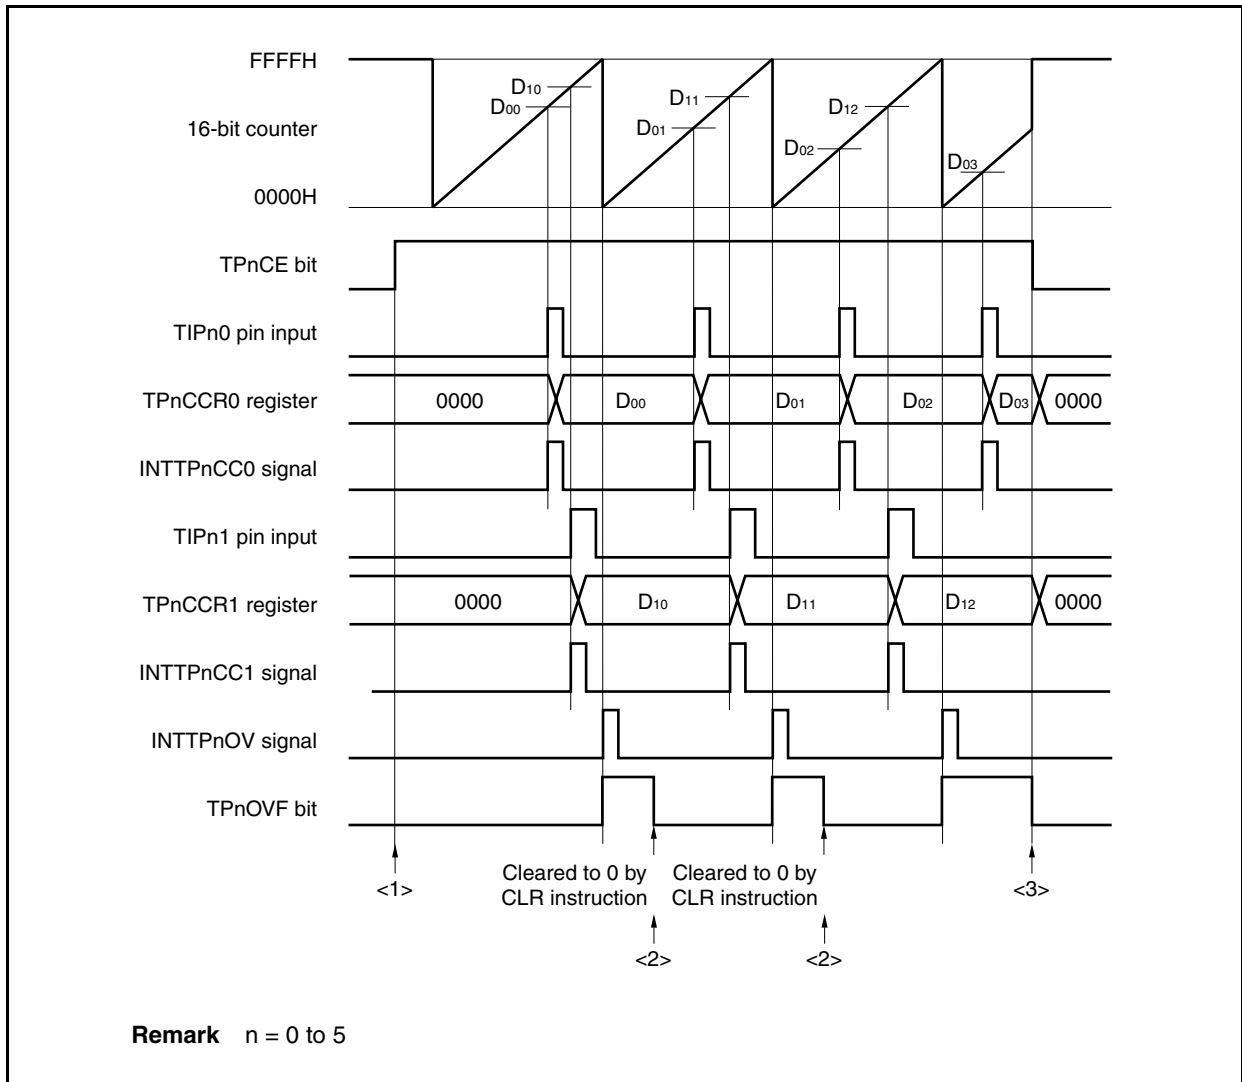 FFFFH
D10
D00
D11
D01
D12
D02
D03
16-bit counter
0000H
TPnCE bit
TIPn0 pin input
TPnCCR0 register
0000 D00 D01 D02 D03 0000
INTTPnCC0 signal
TIPn1 pin input
TPnCCR1 register
0000 D10 D11 D12 0000
INTTPnCC1 signal
INTTPnOV signal
TPnOVF bit
<1>
Cleared to 0 by
CLR instruction
<2>
Cleared to 0 by
CLR instruction
<2>
<3>
Remark n = 0 to 5